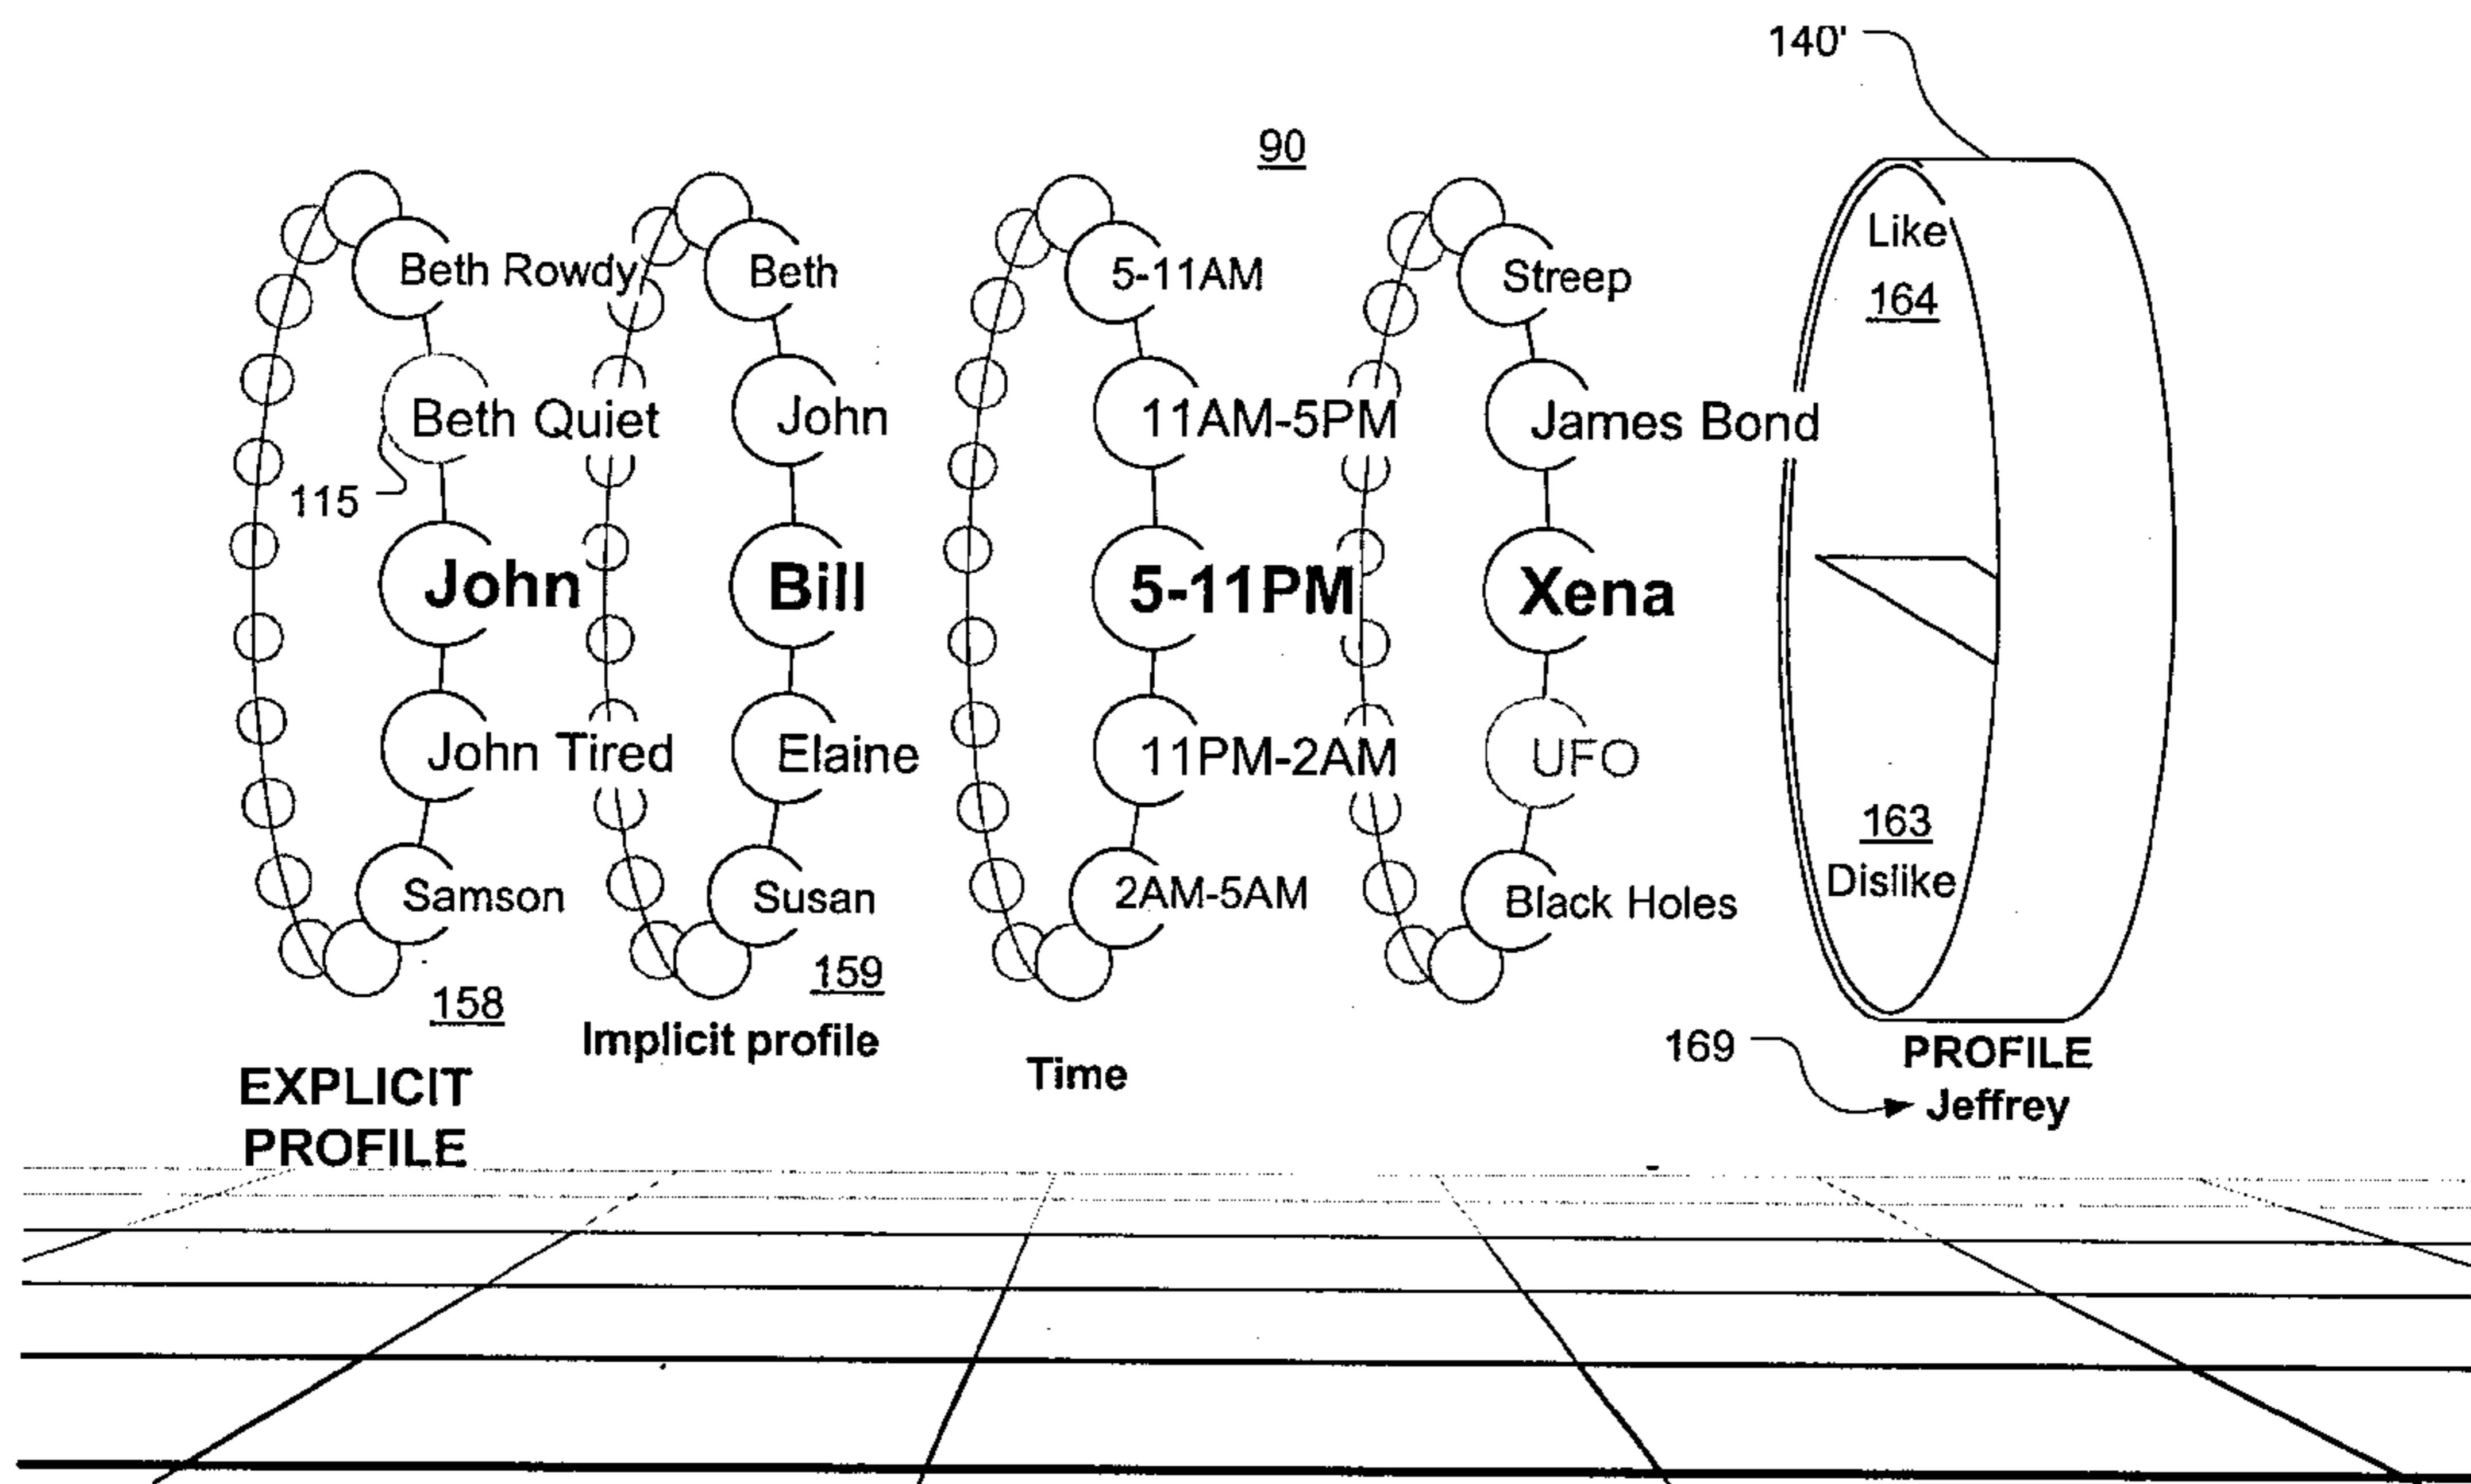 140'
90
Beth Rowdy
Beth Quiet
115
John
John Tired
Samson
158
EXPLICIT
PROFILE
Beth
John
Bill
Elaine
Susan
159
Implicit profile
5-11AM
11AM-5PM
5-11PM
11PM-2AM
2AM-5AM
Time
Streep
James Bond
Xena
UFO
Black Holes
Like
164
163
Dislike
169
PROFILE
Jeffrey